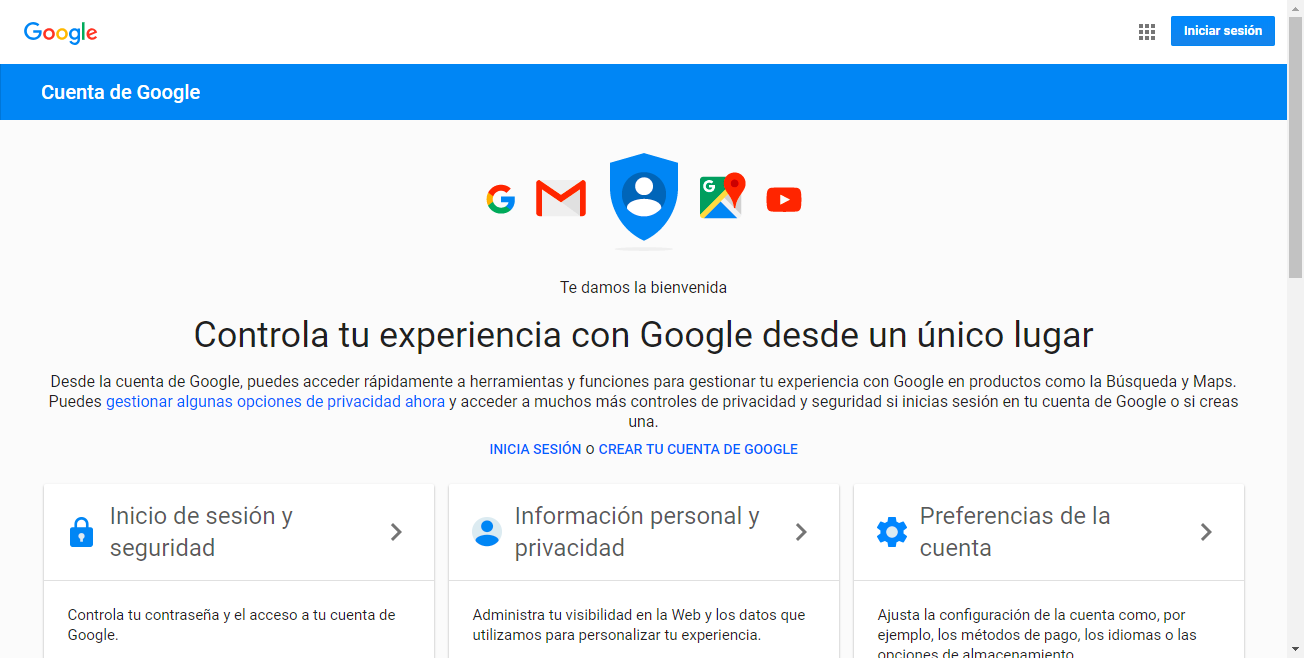 Google
Iniciar sesión
Cuenta de Google
Te damos la bienvenida
Controla tu experiencia con Google desde un único lugar
Desde la cuenta de Google, puedes acceder rápidamente a herramientas y funciones para gestionar tu experiencia con Google en productos como la Búsqueda y Maps.
Puedes gestionar algunas opciones de privacidad ahora y acceder a muchos más controles de privacidad y seguridad si inicias sesión en tu cuenta de Google o si creas
una.
INICIA SESIÓN O CREAR TU CUENTA DE GOOGLE
Inicio de sesión y
seguridad
Controla tu contraseña y el acceso a tu cuenta de
Google.
Información personal y
privacidad
Administra tu visibilidad en la Web y los datos que
utilizamos para personalizar tu experiencia.
Preferencias de la
cuenta
Ajusta la configuración de la cuenta como, por
ejemplo, los métodos de pago, los idiomas o las
opciones de almacenamiento